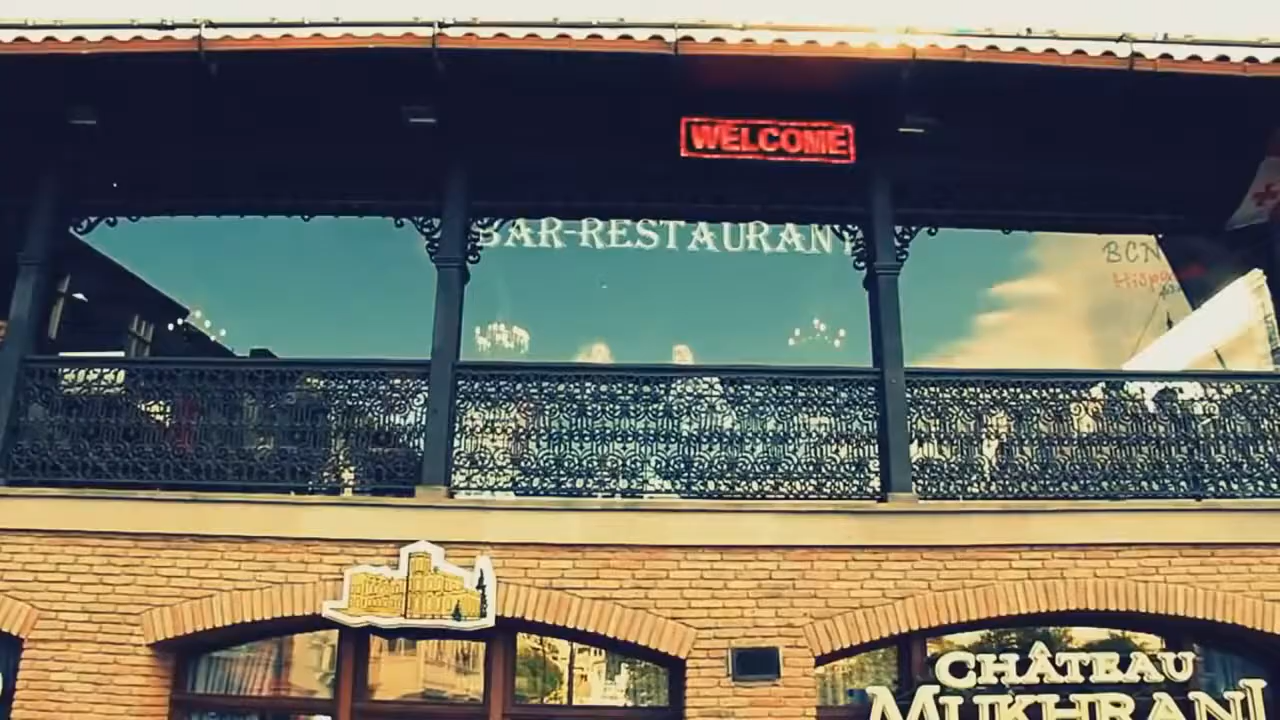 WELCOME
BAR-RESTAURANT
BCN
CHÂTEAU
MUKHRANI